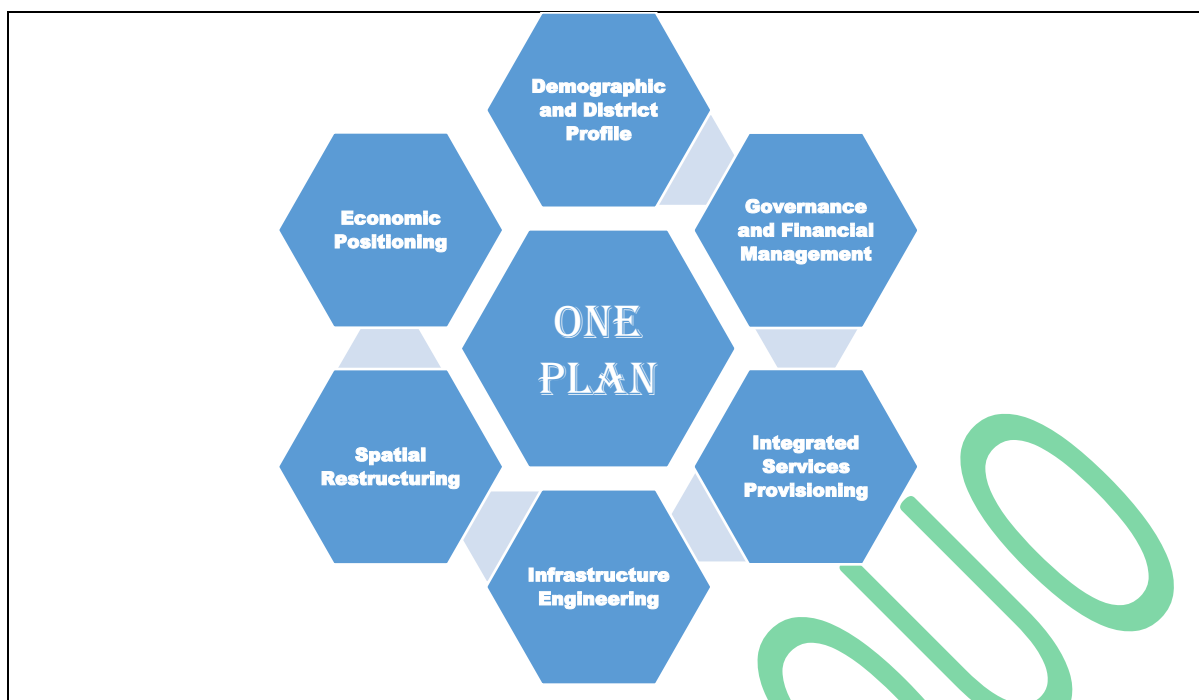 Demographic
and District
Profile
Governance
and Financial
Management
Integrated
Services
Provisioning
Infrastructure
Engineering
Spatial
Restructuring
Economic
Positioning
ONE
PLAN
UO